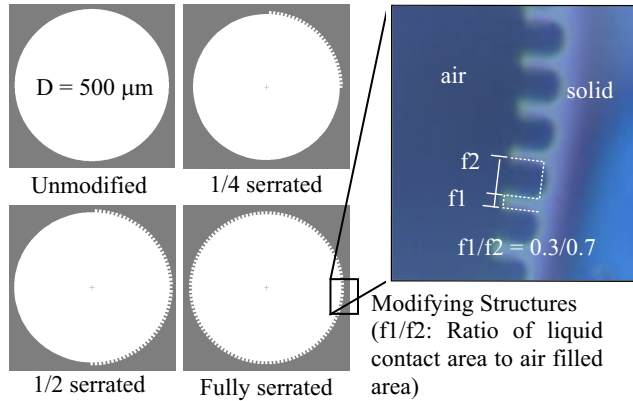 D = 500 μm
Unmodified
1/4 serrated
1/2 serrated
Fully serrated
air
solid
f2
f1
f1/f2 = 0.3/0.7
Modifying Structures
(f1/f2: Ratio of liquid
contact area to air filled
area)